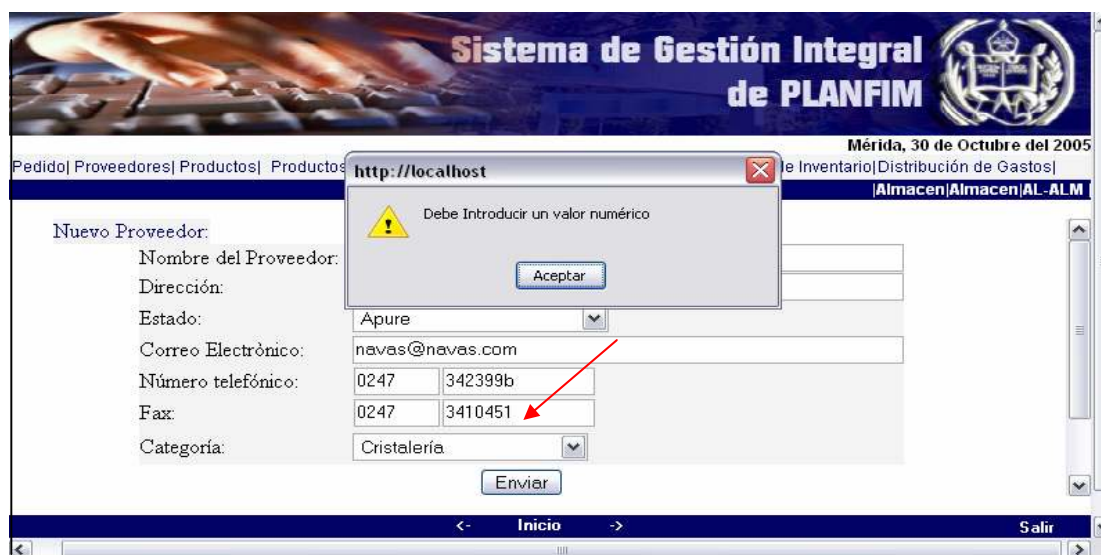 Sistema de Gestión Integral
de PLANFIM
Mérida, 30 de Octubre del 2005
Pedido| Proveedores| Productos| Productos
e Inventario|Distribución de Gastos|
|Almacen|Almacen|AL-ALM |
http://localhost
Debe Introducir un valor numérico
Aceptar
Nuevo Proveedor:
Nombre del Proveedor:
Dirección:
Estado: Apure
Correo Electrònico: navas@navas.com
Número telefónico: 0247 342399b
Fax: 0247 3410451
Categoría: Cristalería
Enviar
<- Inicio -> Salir